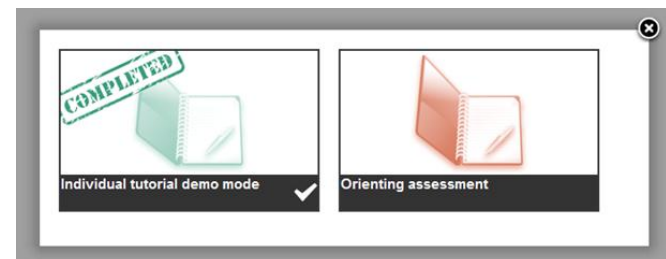 COMPLETED
Individual tutorial demo mode
Orienting assessment